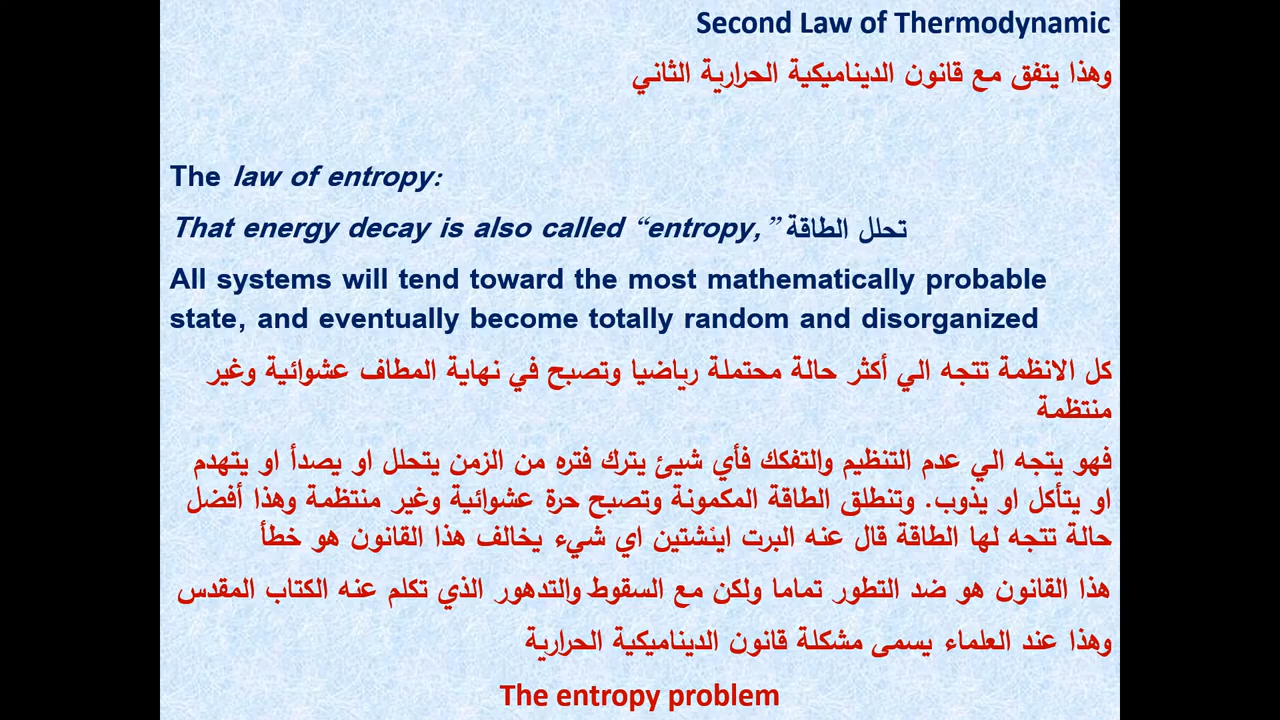 Second Law of Thermodynamic
وهذا يتفق مع قانون الديناميكية الحرارية الثاني
The law of entropy:
That energy decay is also called “entropy,” تحلل الطاقة
All systems will tend toward the most mathematically probable
state, and eventually become totally random and disorganized
كل الانظمة تتجه الي أكثر حالة محتملة رياضيا وتصبح في نهاية المطاف عشوائية وغير
منتظمة
فهو يتجه الي عدم التنظيم والتفكك فأي شيئ يترك فتره من الزمن يتحلل او يصدأ او يتهدم
او يتأكل او يذوب. وتنطلق الطاقة المكمونة وتصبح حرة عشوائية وغير منتظمة وهذا أفضل
حالة تتجه لها الطاقة قال عنه البرت اينشتين اي شيء يخالف هذا القانون هو خطأ
هذا القانون هو ضد التطور تماما ولكن مع السقوط والتدهور الذي تكلم عنه الكتاب المقدس
وهذا عند العلماء يسمى مشكلة قانون الديناميكية الحرارية
The entropy problem